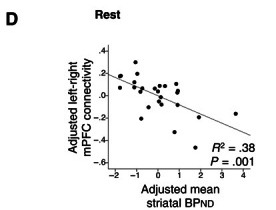 D
Rest
.4
.2
.0
-.2
-.4
-.6
Adjusted left-right
mPFC connectivity
R² = .38
P = .001
-2 -1 0 1 2 3 4
Adjusted mean
striatal BPND